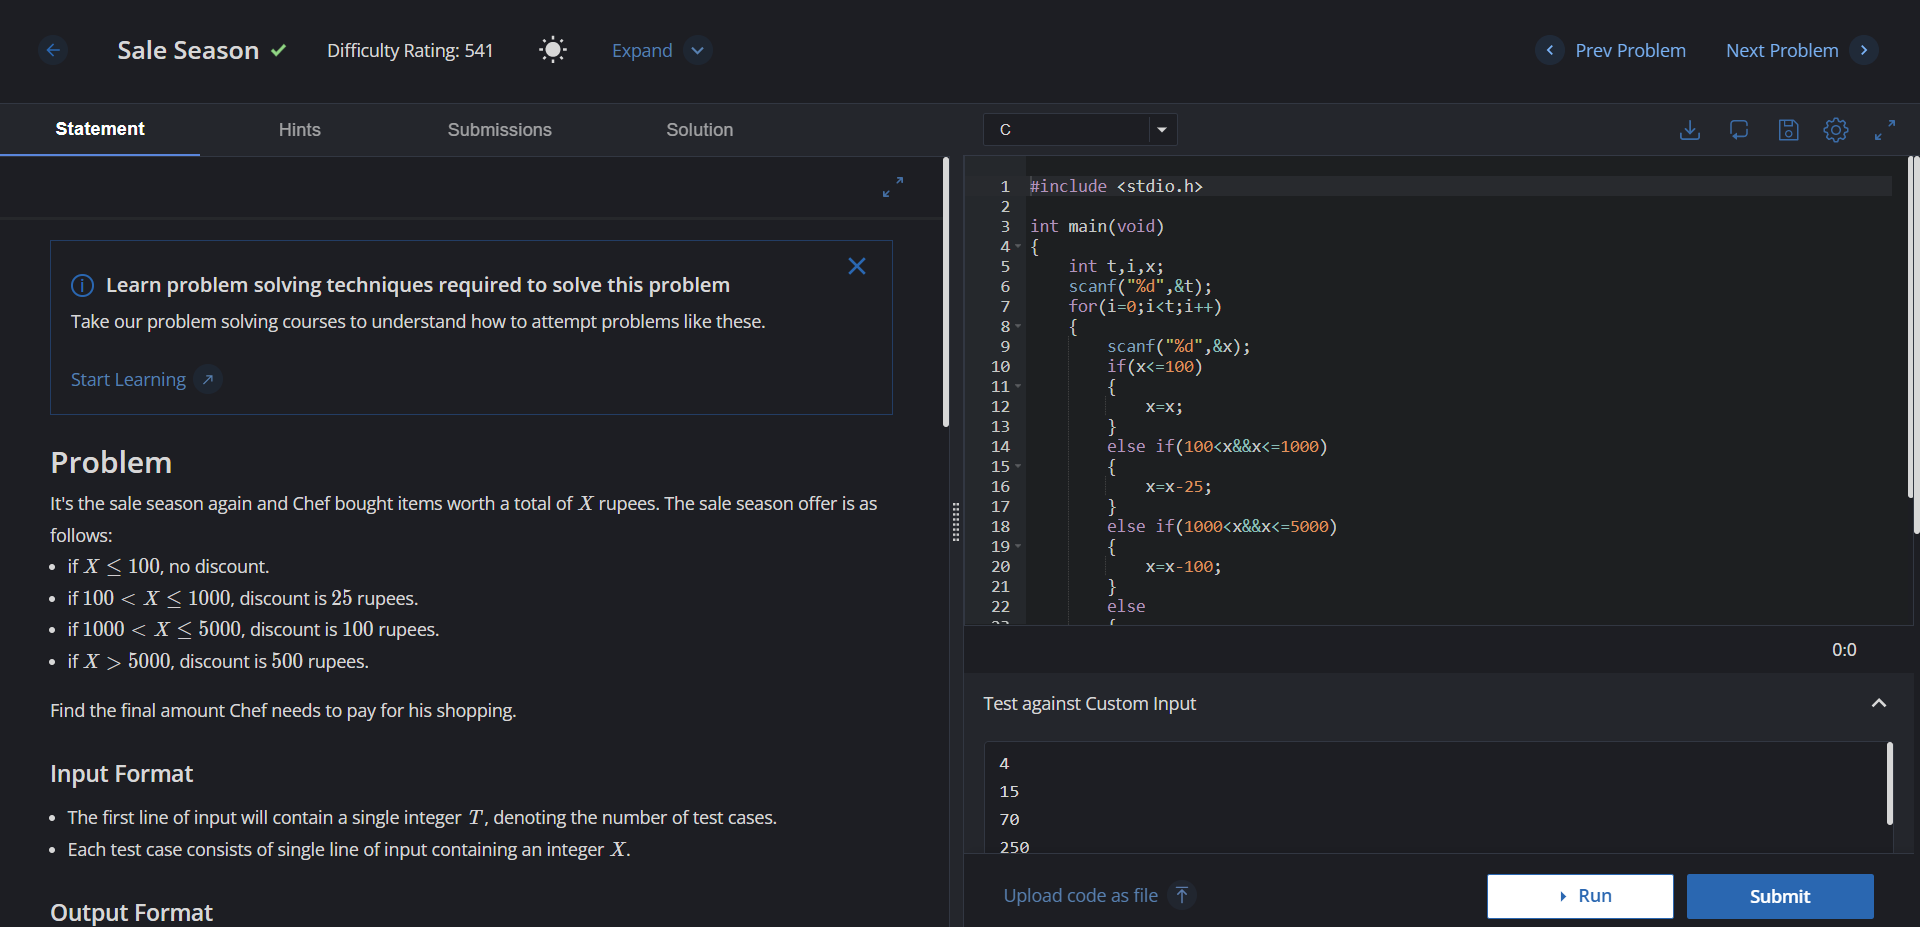 Sale Season
Difficulty Rating: 541
Expand
Prev Problem
Next Problem
Statement
Hints
Submissions
Solution
Learn problem solving techniques required to solve this problem
Take our problem solving courses to understand how to attempt problems like these.
Start Learning
Problem
It's the sale season again and Chef bought items worth a total of X rupees. The sale season offer is as
follows:
• if X ≤ 100, no discount.
• if 100 < X ≤ 1000, discount is 25 rupees.
• if 1000 < X ≤ 5000, discount is 100 rupees.
• if X > 5000, discount is 500 rupees.
Find the final amount Chef needs to pay for his shopping.
Input Format
• The first line of input will contain a single integer T, denoting the number of test cases.
• Each test case consists of single line of input containing an integer X.
Output Format
C
1 #include <stdio.h>
2
3 int main(void)
4 {
5 int t,i,x;
6 scanf("%d",&t);
7 for(i=0;i<t;i++)
8 {
9 scanf("%d",&x);
10 if(x<=100)
11 {
12 x=x;
13 }
14 else if(100<x&&x<=1000)
15 {
16 x=x-25;
17 }
18 else if(1000<x&&x<=5000)
19 {
20 x=x-100;
21 }
22 else
23 {
0:0
Test against Custom Input
4
15
70
250
Upload code as file
Run
Submit